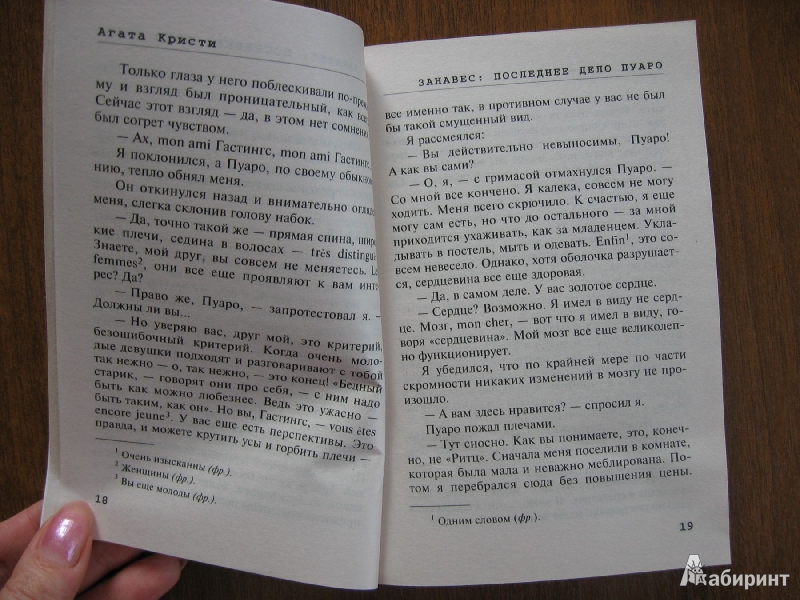 Агата Кристи
Только глаза у него поблескивали по-преж
му и взгляд был проницательный, как все
Сейчас этот взгляд — да, в этом нет сомнени
был согрет чувством.
— Ах, mon ami Гастингс, mon ami Гастингс,
Я поклонился, а Пуаро, по своему обыкн
нию, тепло обнял меня.
Он откинулся назад и внимательно огляд
меня, слегка склонив голову набок.
— Да, точно такой же — прямая спина, широ
кие плечи, седина в волосах — très distingué
Знаете, мой друг, вы совсем не меняетесь. Le
femmes², они все еще проявляют к вам инт
рес? Да?
— Право же, Пуаро, — запротестовал я. —
Должны ли вы...
— Но уверяю вас, друг мой, это критерий,
безошибочный критерий. Когда очень моло-
дые девушки подходят и разговаривают с тобой
так нежно — о, так нежно, — это конец! «Бедный
старик, — говорят они про себя, — с ним надо
быть как можно любезнее. Ведь это ужасно —
быть таким, как он». Но вы, Гастингс, — vous êtes
encore jeune³. У вас еще есть перспективы. Это
правда, и можете крутить усы и горбить плечи —
¹ Очень изысканны (фр.).
² Женщины (фр.).
³ Вы еще молоды (фр.).
18
ЗАНАВЕС: ПОСЛЕДНЕЕ ДЕЛО ПУАРО
все именно так, в противном случае у вас не был
бы такой смущенный вид.
Я рассмеялся:
— Вы действительно невыносимы, Пуаро!
А как вы сами?
— О, я, — с гримасой отмахнулся Пуаро. —
Со мной все кончено. Я калека, совсем не могу
ходить. Меня всего скрючило. К счастью, я еще
могу сам есть, но что до остального — за мной
приходится ухаживать, как за младенцем. Укла-
дывать в постель, мыть и одевать. Enfin¹, это со-
всем невесело. Однако, хотя оболочка разрушает-
ся, сердцевина все еще здоровая.
— Да, в самом деле. У вас золотое сердце.
— Сердце? Возможно. Я имел в виду не серд-
це. Мозг, mon cher, — вот что я имел в виду, го-
воря «сердцевина». Мой мозг все еще великолеп-
но функционирует.
Я убедился, что по крайней мере по части
скромности никаких изменений в мозгу не про-
изошло.
— А вам здесь нравится? — спросил я.
Пуаро пожал плечами.
— Тут сносно. Как вы понимаете, это, конеч-
но, не «Ритц». Сначала меня поселили в комнате,
которая была мала и неважно меблирована. По-
том я перебрался сюда без повышения цены.
¹ Одним словом (фр.).
19
Лабиринт